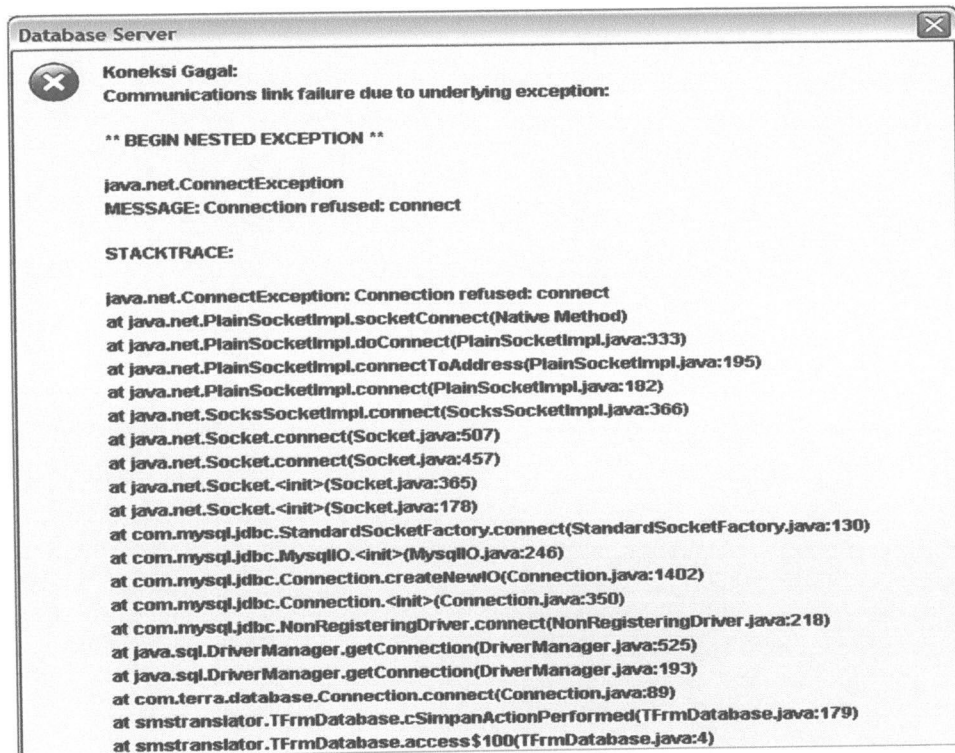 Database Server
Koneksi Gagal:
Communications link failure due to underlying exception:
** BEGIN NESTED EXCEPTION **
java.net.ConnectException
MESSAGE: Connection refused: connect
STACKTRACE:
java.net.ConnectException: Connection refused: connect
at java.net.PlainSocketImpl.socketConnect(Native Method)
at java.net.PlainSocketImpl.doConnect(PlainSocketImpl.java:333)
at java.net.PlainSocketImpl.connectToAddress(PlainSocketImpl.java:195)
at java.net.PlainSocketImpl.connect(PlainSocketImpl.java:182)
at java.net.SocksSocketImpl.connect(SocksSocketImpl.java:366)
at java.net.Socket.connect(Socket.java:507)
at java.net.Socket.connect(Socket.java:457)
at java.net.Socket.<init>(Socket.java:365)
at java.net.Socket.<init>(Socket.java:178)
at com.mysql.jdbc.StandardSocketFactory.connect(StandardSocketFactory.java:130)
at com.mysql.jdbc.MysqlIO.<init>(MysqlIO.java:246)
at com.mysql.jdbc.Connection.createNewIO(Connection.java:1402)
at com.mysql.jdbc.Connection.<init>(Connection.java:350)
at com.mysql.jdbc.NonRegisteringDriver.connect(NonRegisteringDriver.java:218)
at java.sql.DriverManager.getConnection(DriverManager.java:525)
at java.sql.DriverManager.getConnection(DriverManager.java:193)
at com.terra.database.Connection.connect(Connection.java:89)
at smstranslator.TFrmDatabase.cSimpanActionPerformed(TFrmDatabase.java:179)
at smstranslator.TFrmDatabase.access$100(TFrmDatabase.java:4)